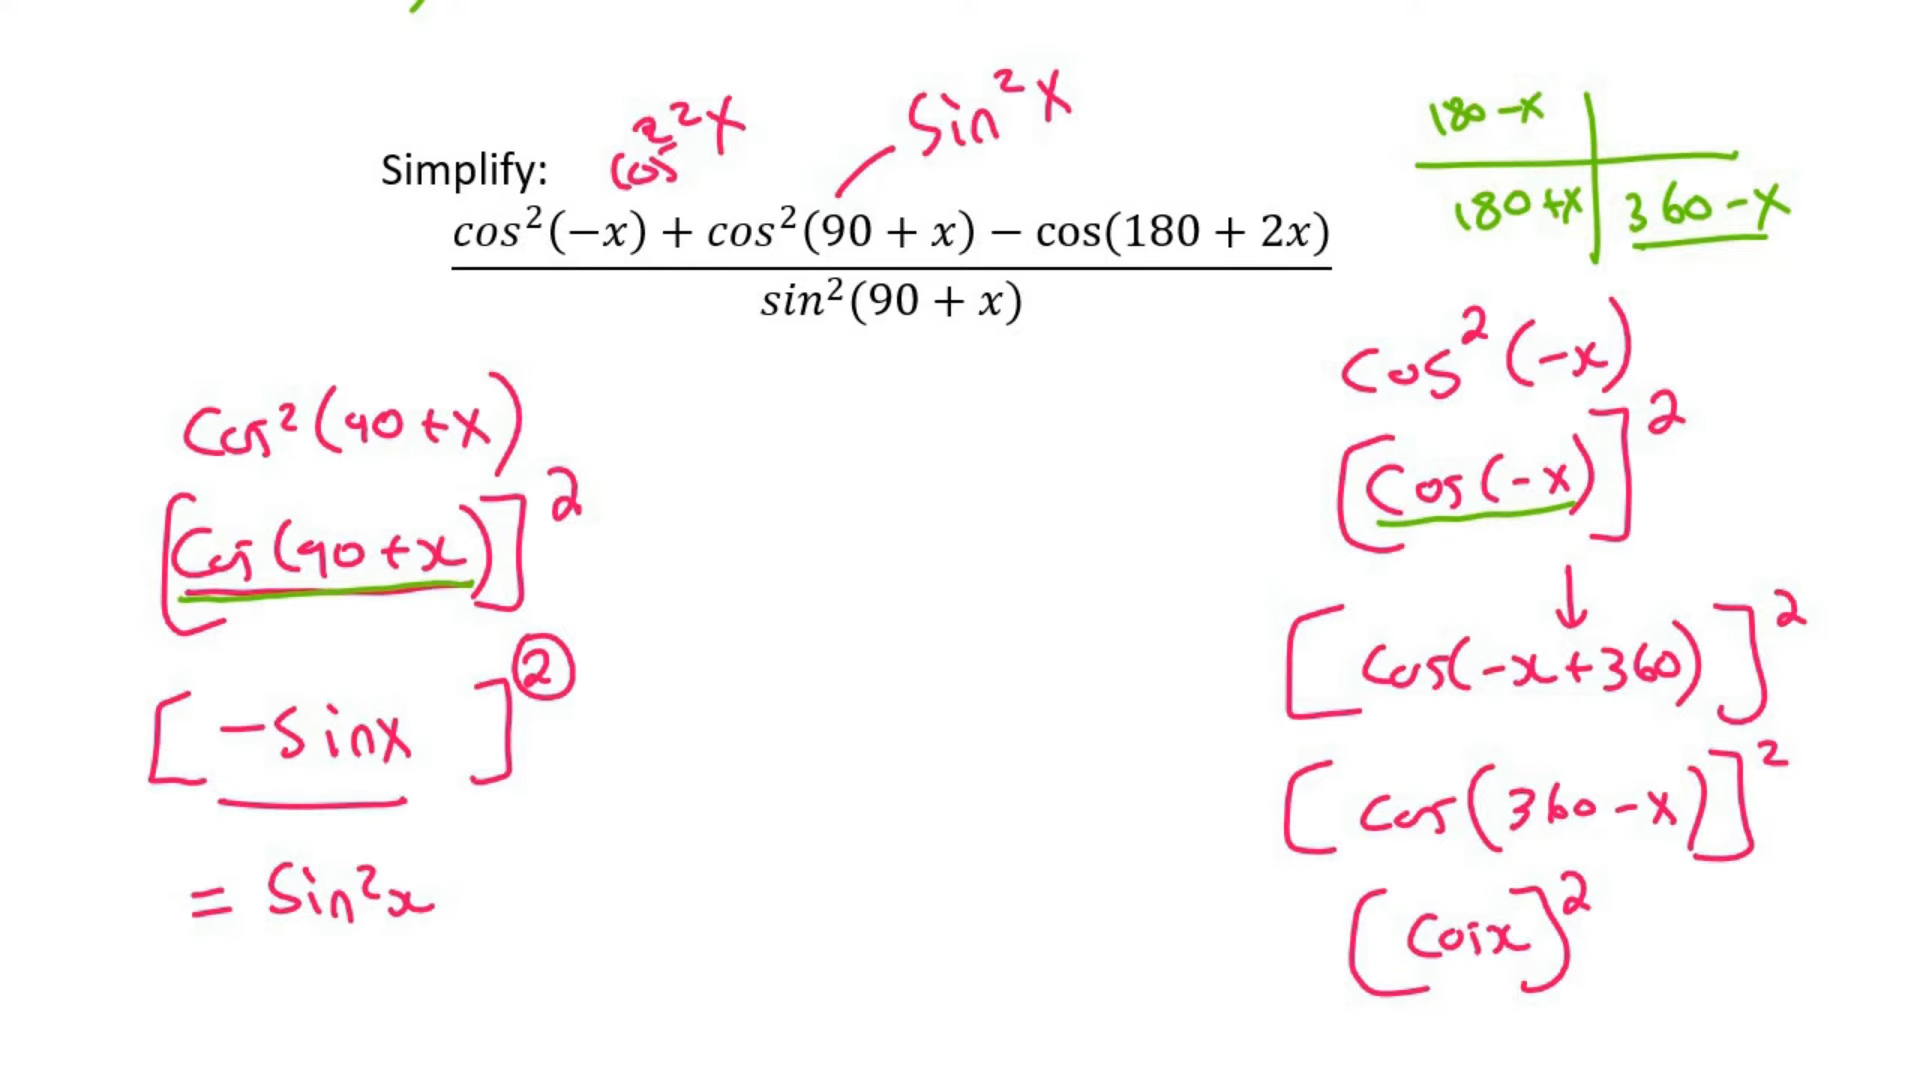 cos²²x
Sin²x
Simplify:
cos²(−x) + cos²(90 + x) − cos(180 + 2x)
sin²(90 + x)
180-x
180+x 360-x
Cos²(90+x)
[Cos(90+x)]²
[-Sinx]²
= Sin²x
Cos²(-x)
[Cos(-x)]²
↓
[Cos(-x+360)]²
[Cos(360-x)]²
[Cosx]²